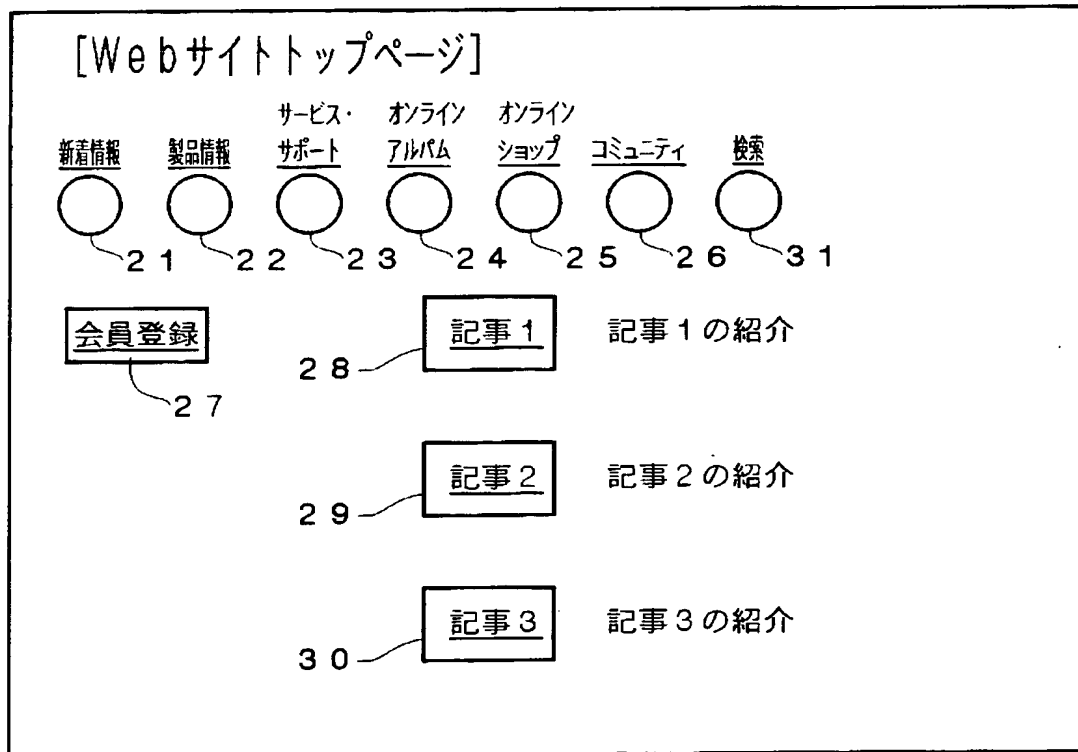 [Webサイトトップページ]
サービス・ オンライン オンライン
新着情報 製品情報 サポート アルバム ショップ コミュニティ 検索
21 22 23 24 25 26 31
会員登録 記事1 記事1の紹介
28
27
記事2 記事2の紹介
29
記事3 記事3の紹介
30